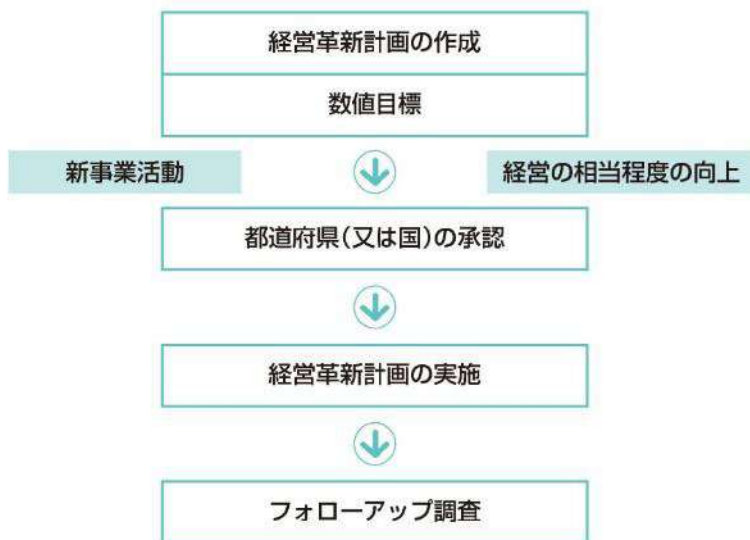 経営革新計画の作成
数値目標
新事業活動
経営の相当程度の向上
都道府県(又は国)の承認
経営革新計画の実施
フォローアップ調査